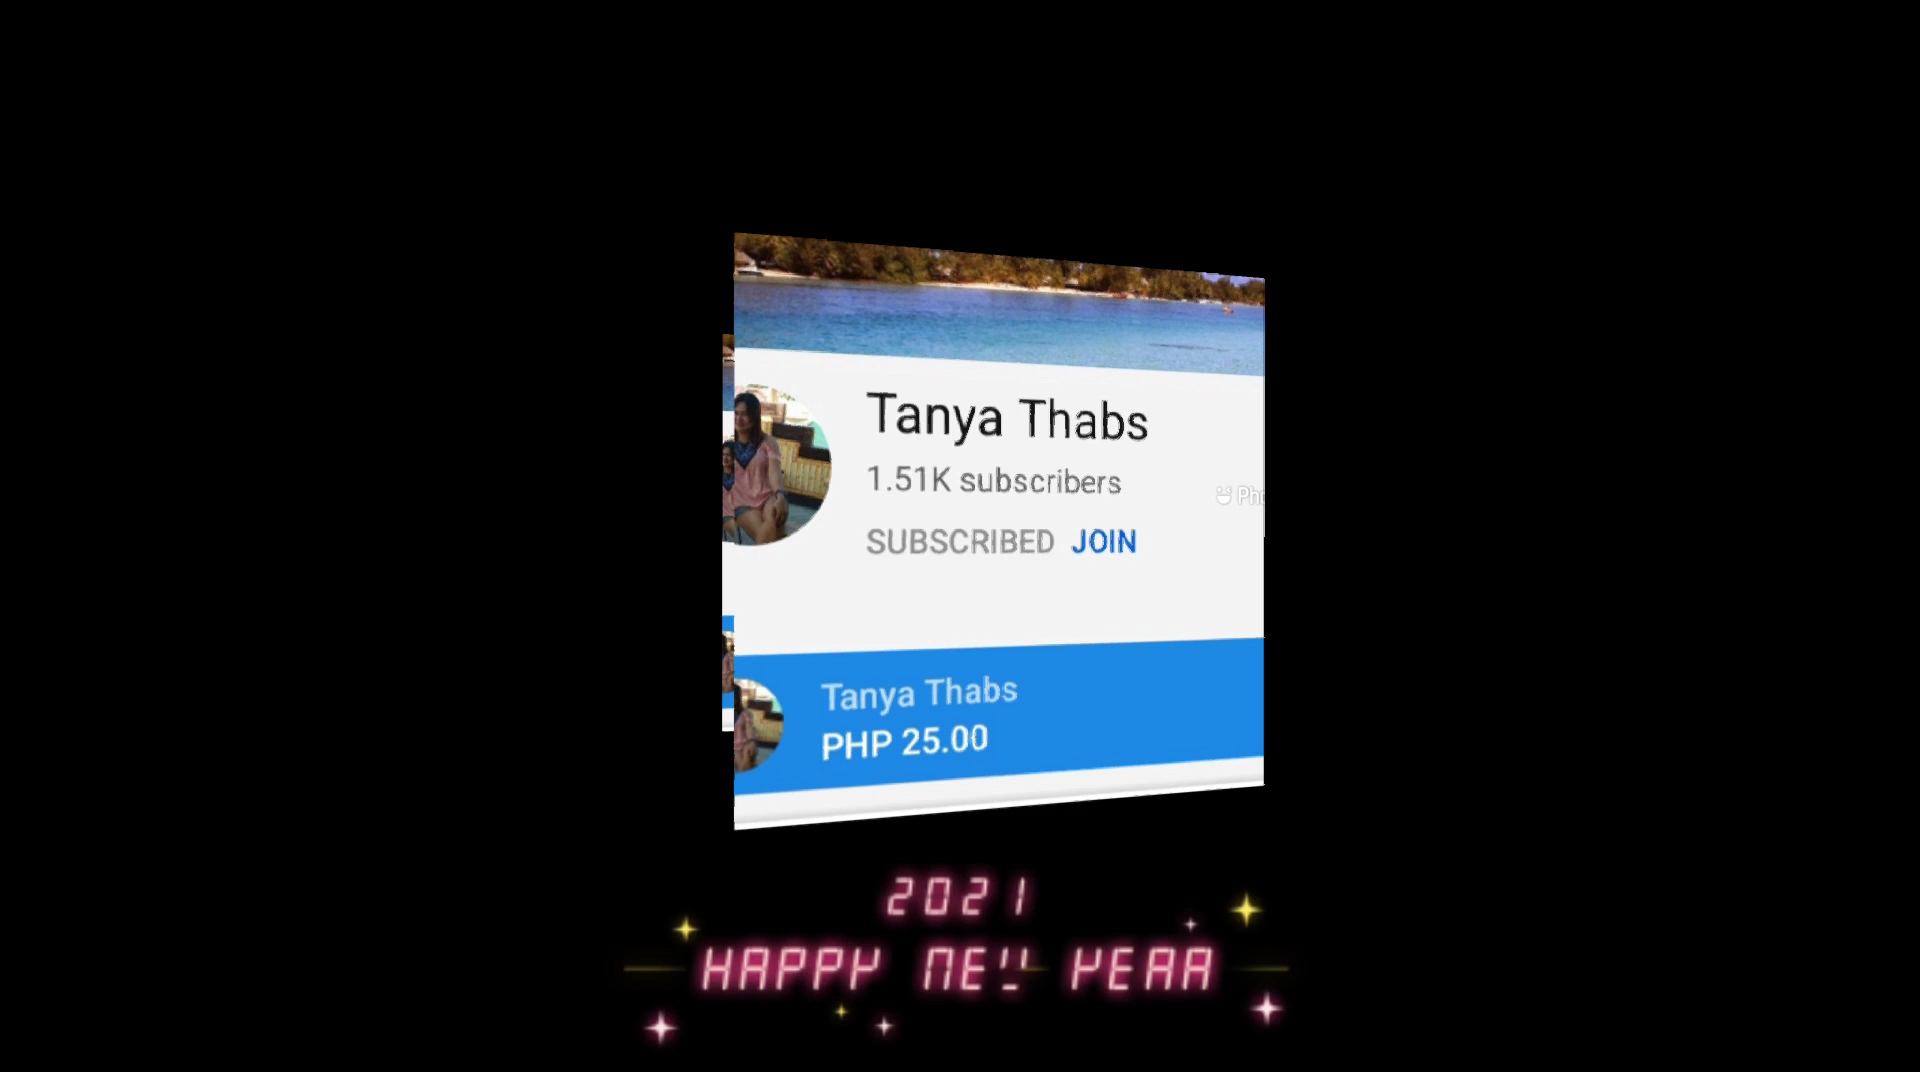 Tanya Thabs
1.51K subscribers
SUBSCRIBED JOIN
Tanya Thabs
PHP 25.00
2021
HAPPY NEW YEAR